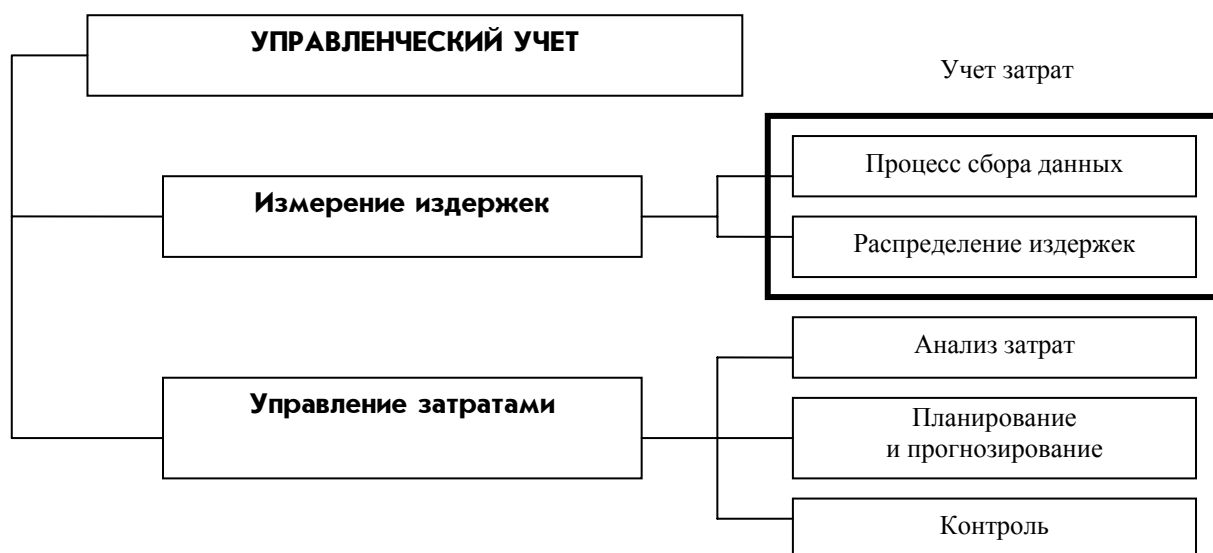 УПРАВЛЕНЧЕСКИЙ УЧЕТ
Учет затрат
Процесс сбора данных
Измерение издержек
Распределение издержек
Анализ затрат
Управление затратами
Планирование
и прогнозирование
Контроль